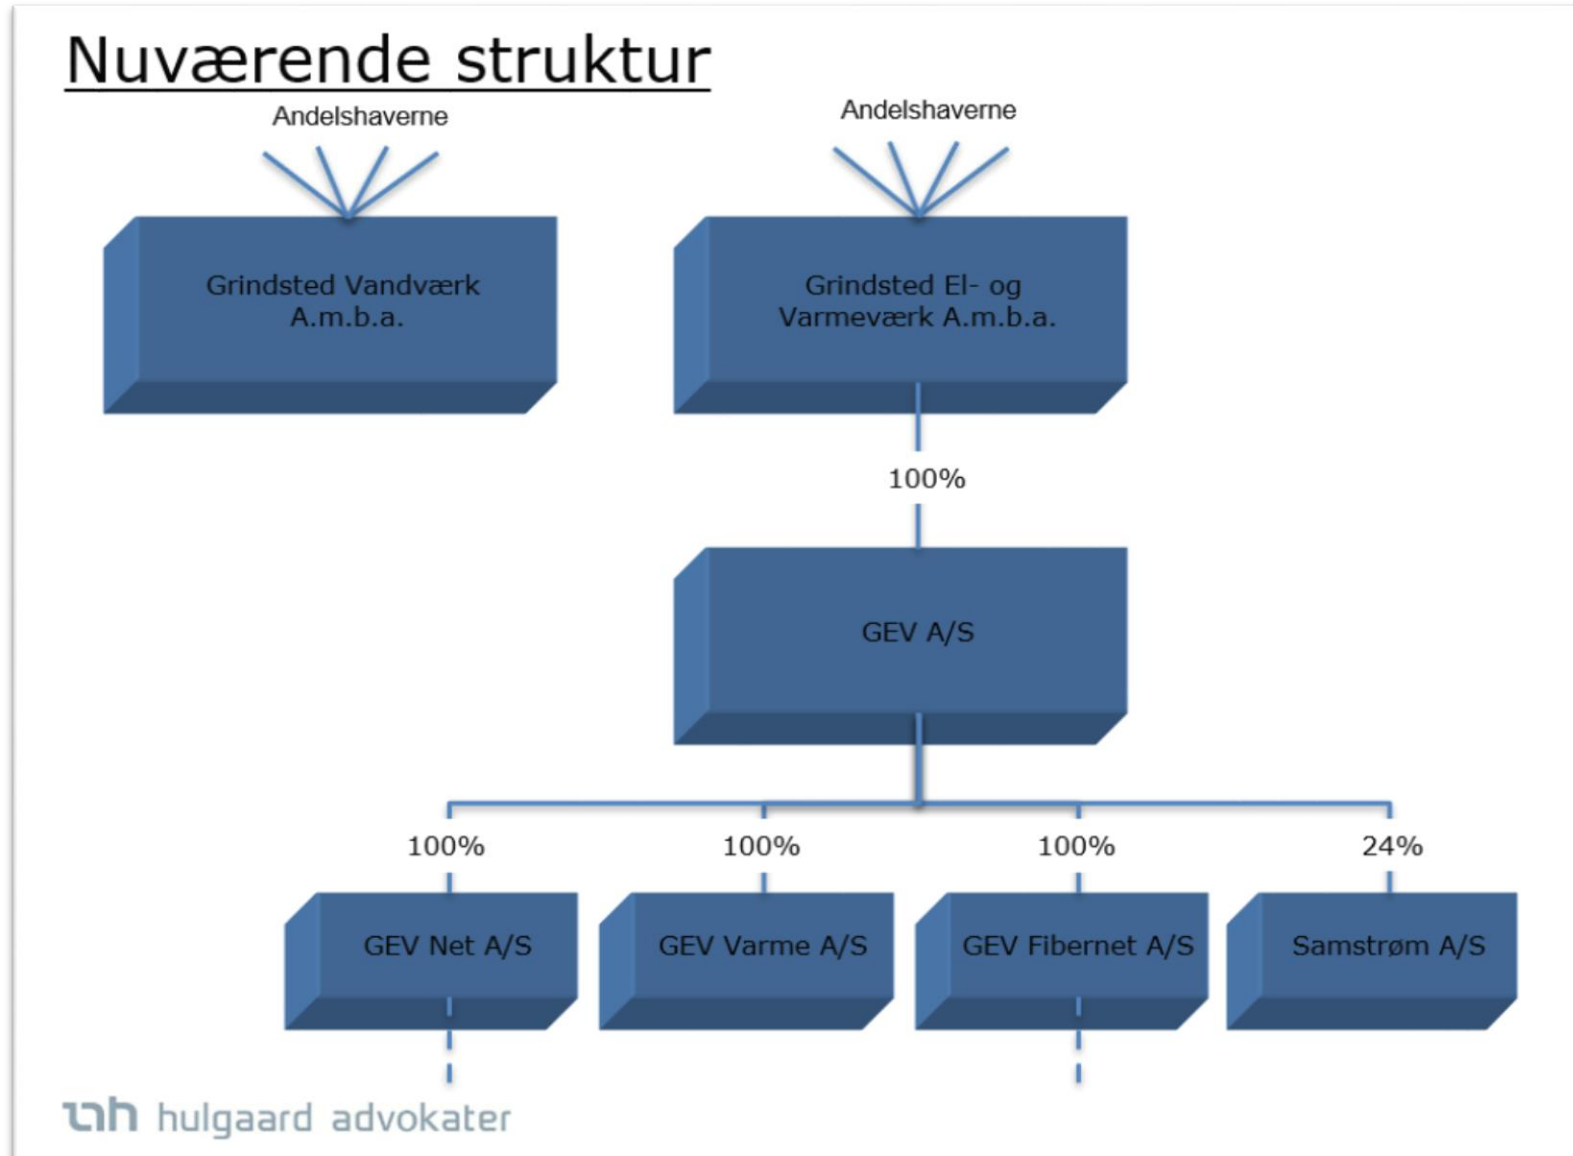 Nuværende struktur
Andelshaverne
Andelshaverne
Grindsted Vandværk
A.m.b.a.
Grindsted El- og
Varmeværk A.m.b.a.
100%
GEV A/S
100%
100%
100%
24%
GEV Net A/S
GEV Varme A/S
GEV Fibernet A/S
Samstrøm A/S
hulgaard advokater